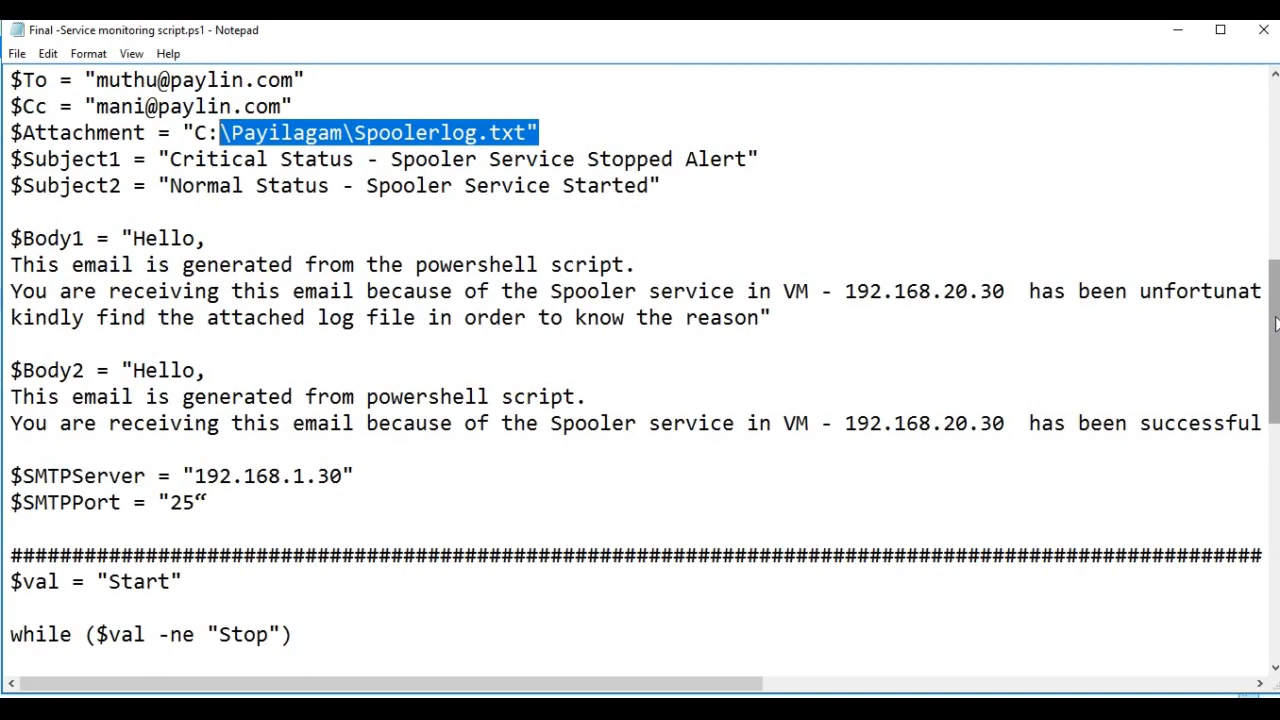 Final -Service monitoring script.ps1 - Notepad
File Edit Format View Help
$To = "muthu@paylin.com"
$Cc = "mani@paylin.com"
$Attachment = "C:\Payilagam\Spoolerlog.txt"
$Subject1 = "Critical Status - Spooler Service Stopped Alert"
$Subject2 = "Normal Status - Spooler Service Started"
$Body1 = "Hello,
This email is generated from the powershell script.
You are receiving this email because of the Spooler service in VM - 192.168.20.30  has been unfortunat
kindly find the attached log file in order to know the reason"
$Body2 = "Hello,
This email is generated from powershell script.
You are receiving this email because of the Spooler service in VM - 192.168.20.30  has been successful
$SMTPServer = "192.168.1.30"
$SMTPPort = "25“
######################################################################################################
$val = "Start"
while ($val -ne "Stop")